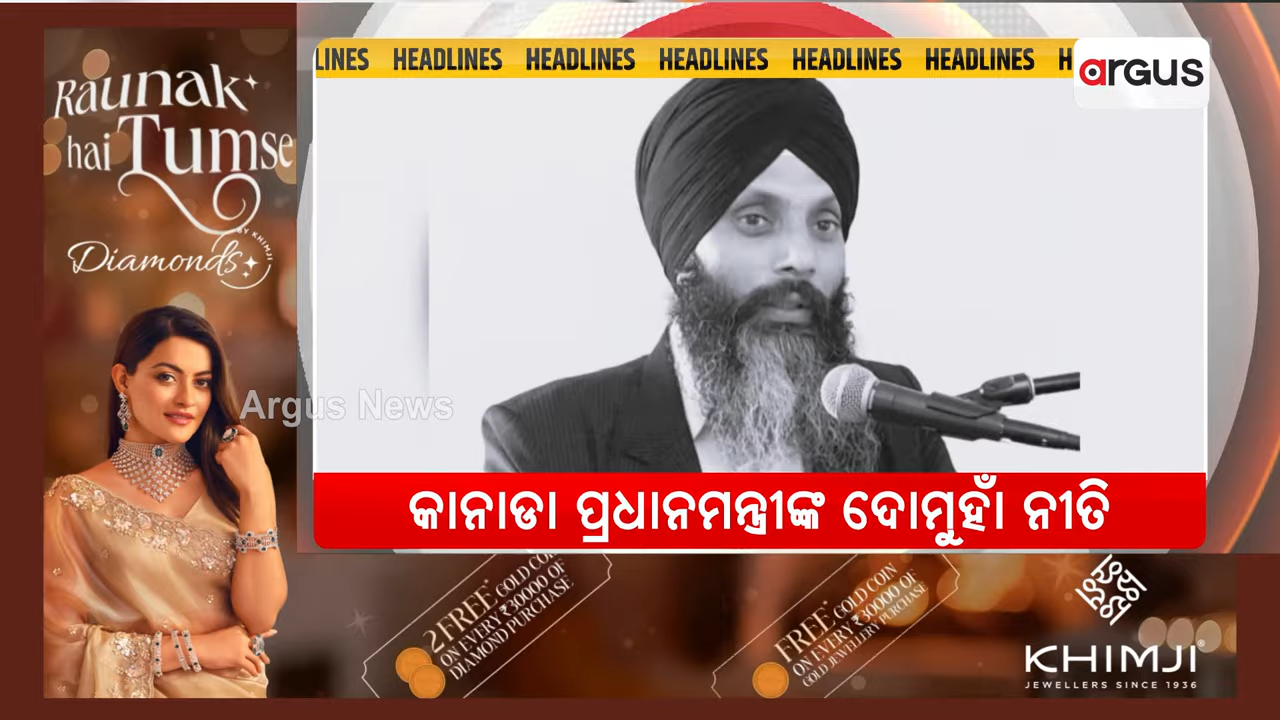 Raunak
hai Tumse
BY KHIMJI
Diamonds
LINES HEADLINES HEADLINES HEADLINES HEADLINES HEADLINES H
argus
Argus News
କାନାଡା ପ୍ରଧାନମନ୍ତ୍ରୀଙ୍କ ଦୋମୁହାଁ ନୀତି
2 FREE* GOLD COIN
ON EVERY ₹30000 OF
DIAMOND PURCHASE
FREE* GOLD COIN
ON EVERY ₹30000 OF
GOLD JEWELLERY PURCHASE
KHIMJI®
JEWELLERS SINCE 1936